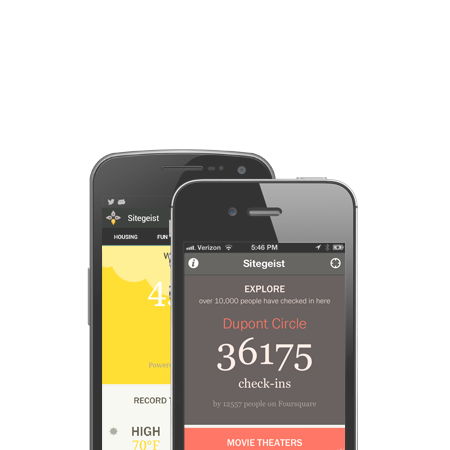 Sitegeist
HOUSING FUN
W
4
Powere
RECORD T
HIGH
70°F
Verizon 5:46 PM
Sitegeist
EXPLORE
over 10,000 people have checked in here
Dupont Circle
36175
check-ins
by 12557 people on Foursquare
MOVIE THEATERS